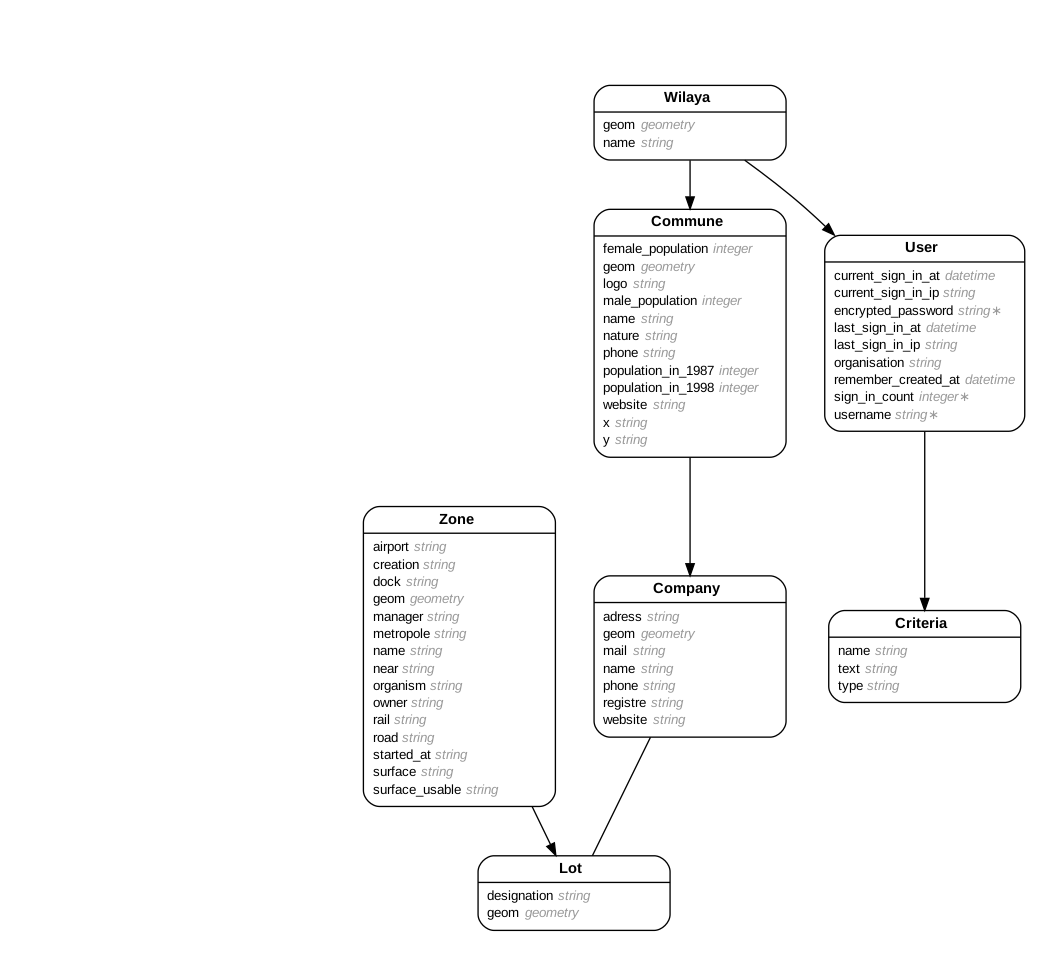 Wilaya
geom geometry
name string
Commune
female_population integer
geom geometry
logo string
male_population integer
name string
nature string
phone string
population_in_1987 integer
population_in_1998 integer
website string
x string
y string
User
current_sign_in_at datetime
current_sign_in_ip string
encrypted_password string∗
last_sign_in_at datetime
last_sign_in_ip string
organisation string
remember_created_at datetime
sign_in_count integer∗
username string∗
Zone
airport string
creation string
dock string
geom geometry
manager string
metropole string
name string
near string
organism string
owner string
rail string
road string
started_at string
surface string
surface_usable string
Company
adress string
geom geometry
mail string
name string
phone string
registre string
website string
Criteria
name string
text string
type string
Lot
designation string
geom geometry